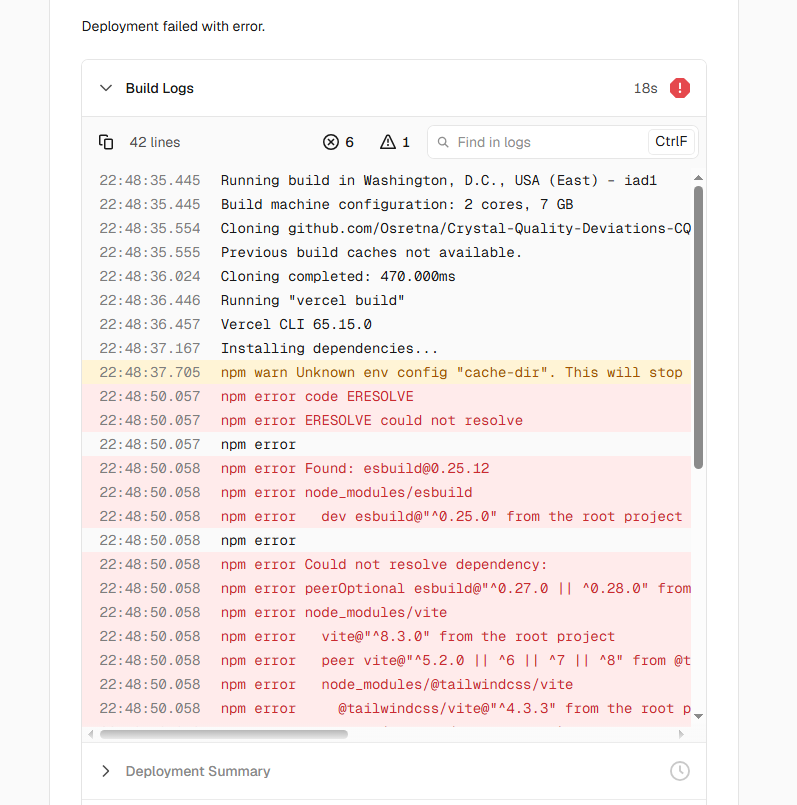 Deployment failed with error.
Build Logs 18s
42 lines 6 1 Find in logs CtrlF
22:48:35.445 Running build in Washington, D.C., USA (East) – iad1
22:48:35.445 Build machine configuration: 2 cores, 7 GB
22:48:35.554 Cloning github.com/Osretna/Crystal-Quality-Deviations-CQ
22:48:35.555 Previous build caches not available.
22:48:36.024 Cloning completed: 470.000ms
22:48:36.446 Running "vercel build"
22:48:36.457 Vercel CLI 65.15.0
22:48:37.167 Installing dependencies...
22:48:37.705 npm warn Unknown env config "cache-dir". This will stop
22:48:50.057 npm error code ERESOLVE
22:48:50.057 npm error ERESOLVE could not resolve
22:48:50.057 npm error
22:48:50.058 npm error Found: esbuild@0.25.12
22:48:50.058 npm error node_modules/esbuild
22:48:50.058 npm error   dev esbuild@"^0.25.0" from the root project
22:48:50.058 npm error
22:48:50.058 npm error Could not resolve dependency:
22:48:50.058 npm error peerOptional esbuild@"^0.27.0 || ^0.28.0" from
22:48:50.058 npm error node_modules/vite
22:48:50.058 npm error   vite@"^8.3.0" from the root project
22:48:50.058 npm error   peer vite@"^5.2.0 || ^6 || ^7 || ^8" from @t
22:48:50.058 npm error   node_modules/@tailwindcss/vite
22:48:50.058 npm error     @tailwindcss/vite@"^4.3.3" from the root p
Deployment Summary